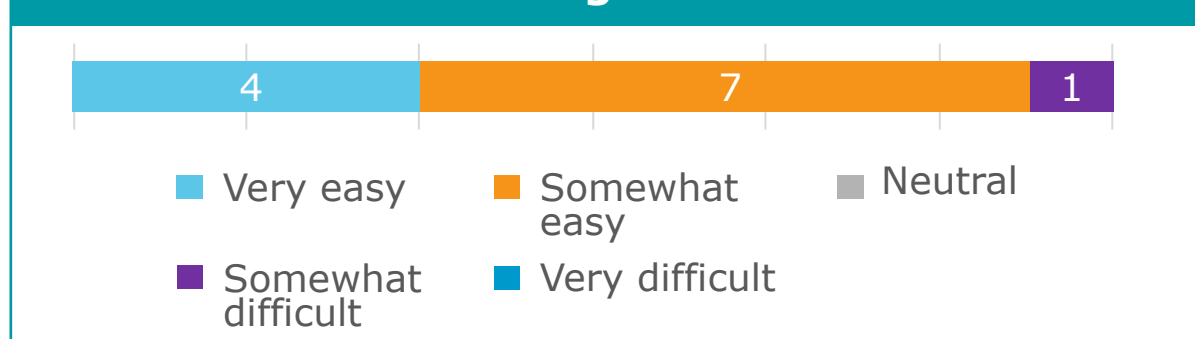 4 7 1
Very easy
Somewhat
easy
Neutral
Somewhat
difficult
Very difficult